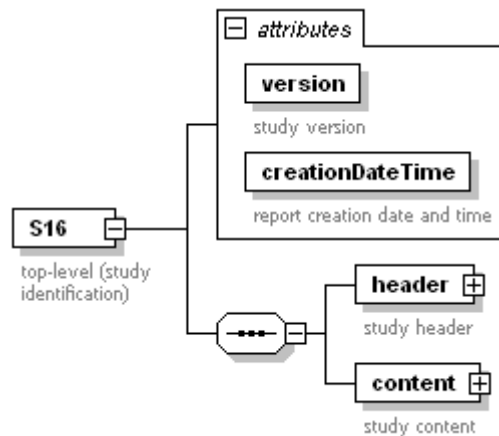 attributes
version
study version
creationDateTime
report creation date and time
S16
top-level (study
identification)
header
study header
content
study content